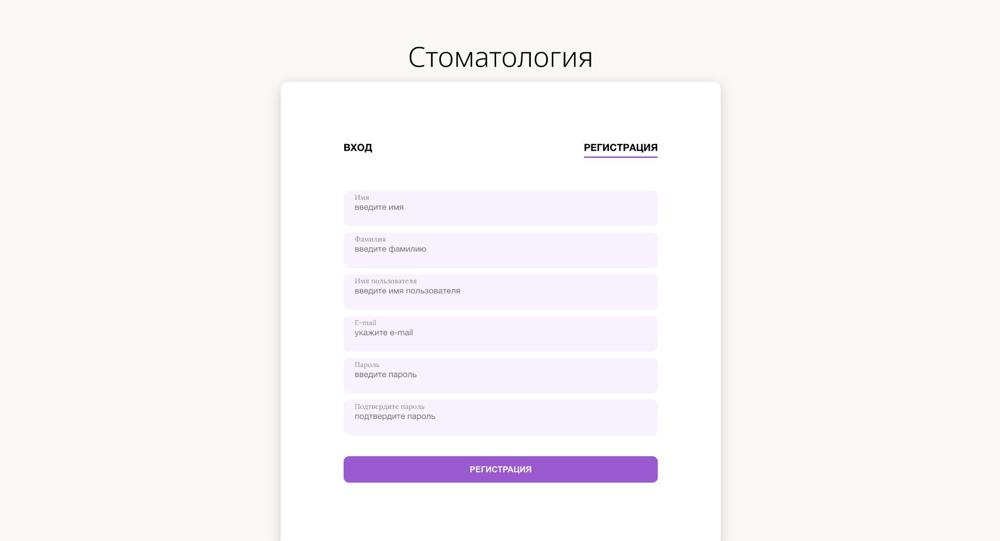 Стоматология
ВХОД
РЕГИСТРАЦИЯ
Имя
введите имя
Фамилия
введите фамилию
Имя пользователя
введите имя пользователя
E-mail
укажите e-mail
Пароль
введите пароль
Подтвердите пароль
подтвердите пароль
РЕГИСТРАЦИЯ